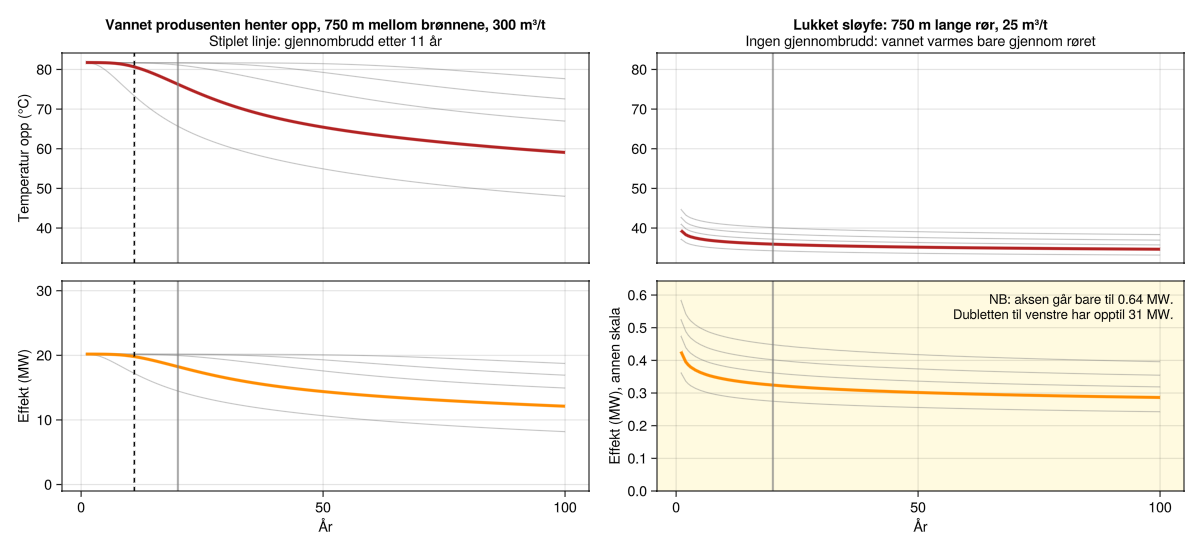 Vannet produsenten henter opp, 750 m mellom brønnene, 300 m³/t
Stiplet linje: gjennombrudd etter 11 år
Temperatur opp (°C)
80
70
60
50
40
Effekt (MW)
30
20
10
0
0
50
100
År
Lukket sløyfe: 750 m lange rør, 25 m³/t
Ingen gjennombrudd: vannet varmes bare gjennom røret
80
70
60
50
40
NB: aksen går bare til 0.64 MW.
Dubletten til venstre har opptil 31 MW.
Effekt (MW), annen skala
0.6
0.5
0.4
0.3
0.2
0.1
0.0
0
50
100
År